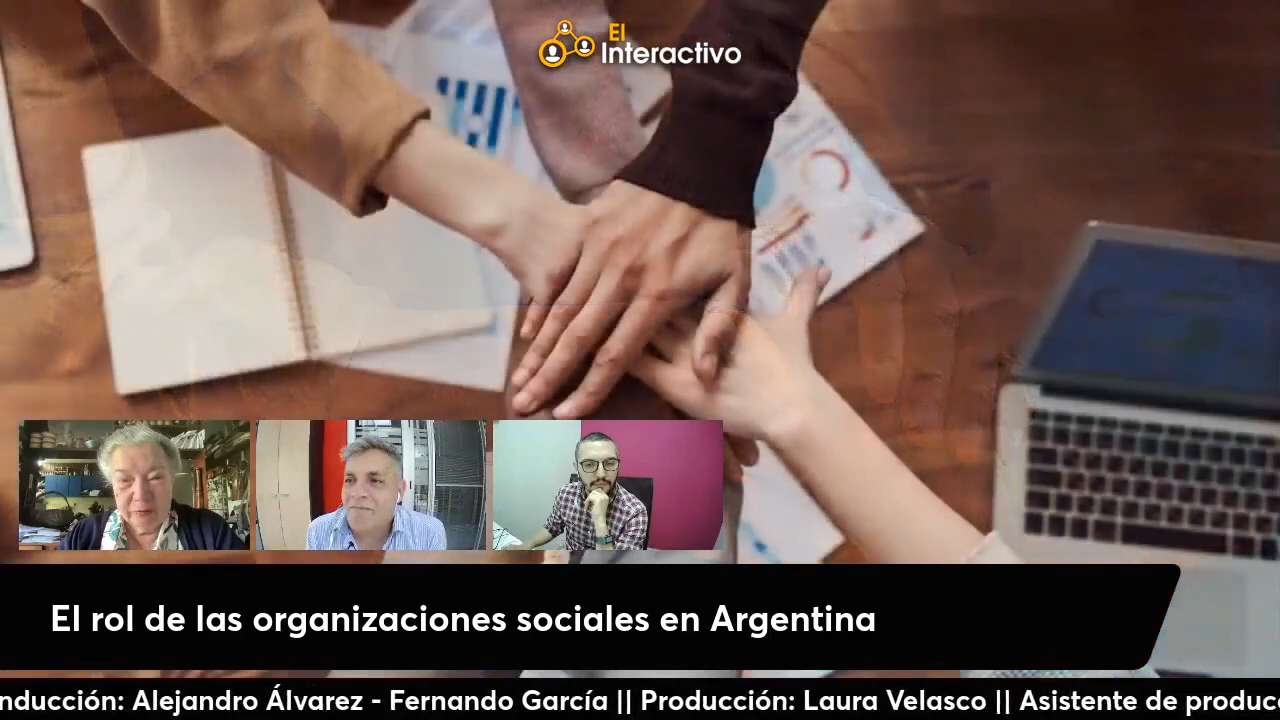 El
Interactivo
El rol de las organizaciones sociales en Argentina
nducción: Alejandro Álvarez - Fernando García || Producción: Laura Velasco || Asistente de produc